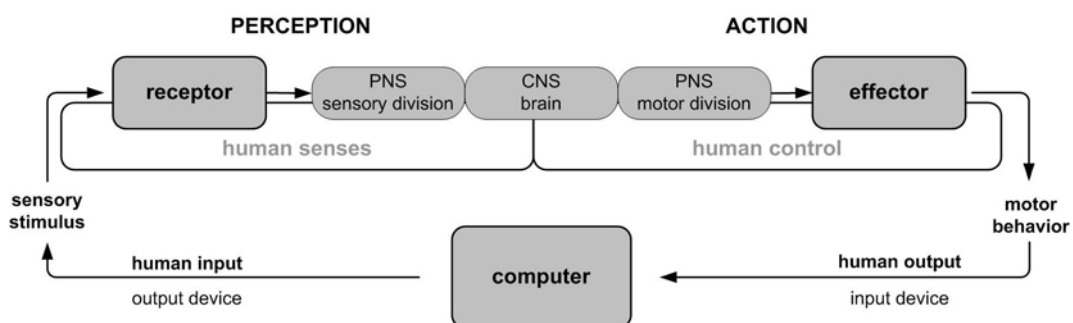 PERCEPTION
ACTION
receptor
PNS
sensory division
CNS
brain
PNS
motor division
effector
human senses
human control
sensory
stimulus
motor
behavior
human input
output device
computer
human output
input device